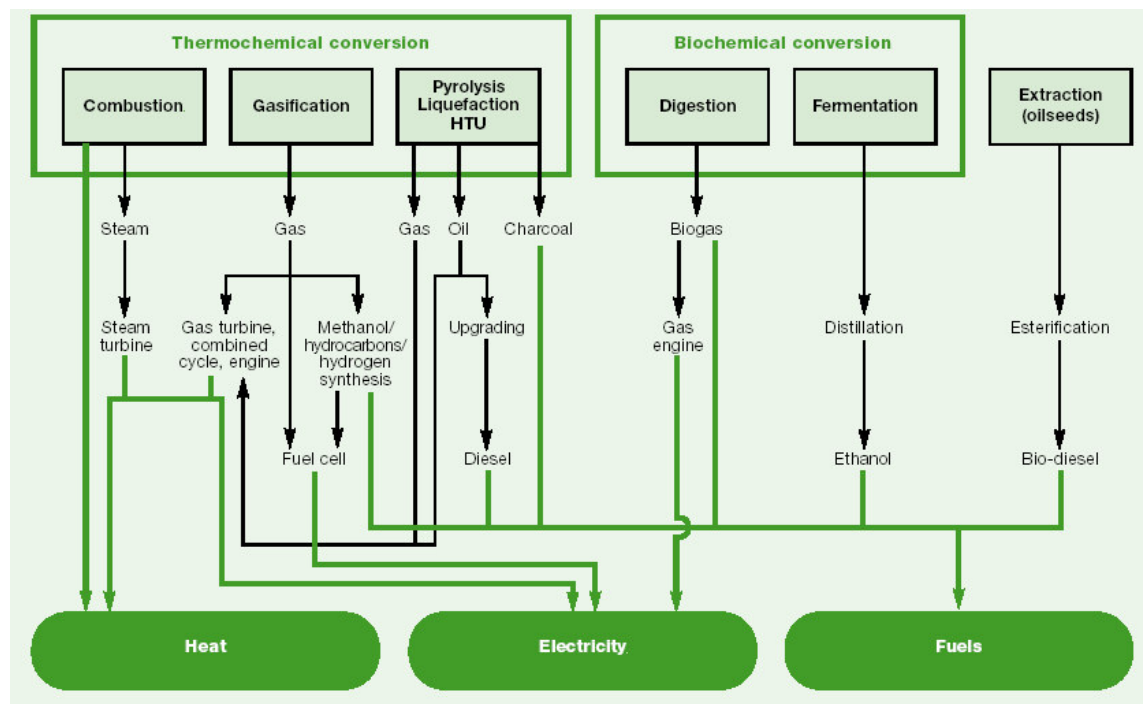 Thermochemical conversion
Biochemical conversion
Combustion
Gasification
Pyrolysis
Liquefaction
HTU
Digestion
Fermentation
Extraction
(oilseeds)
Steam
Gas
Gas
Oil
Charcoal
Biogas
Steam
turbine
Gas turbine,
combined
cycle, engine
Methanol/
hydrocarbons/
hydrogen
synthesis
Upgrading
Gas
engine
Distillation
Esterification
Fuel cell
Diesel
Ethanol
Bio-diesel
Heat
Electricity
Fuels